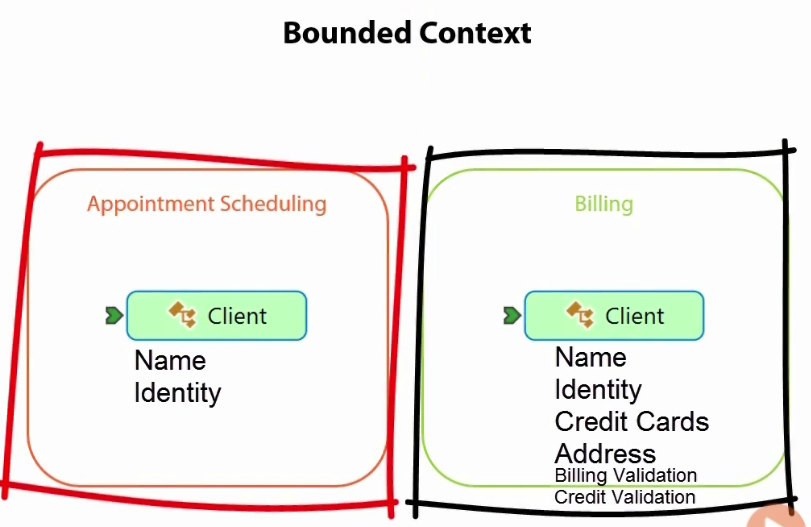 Bounded Context
Appointment Scheduling
Client
Name
Identity
Billing
Client
Name
Identity
Credit Cards
Address
Billing Validation
Credit Validation